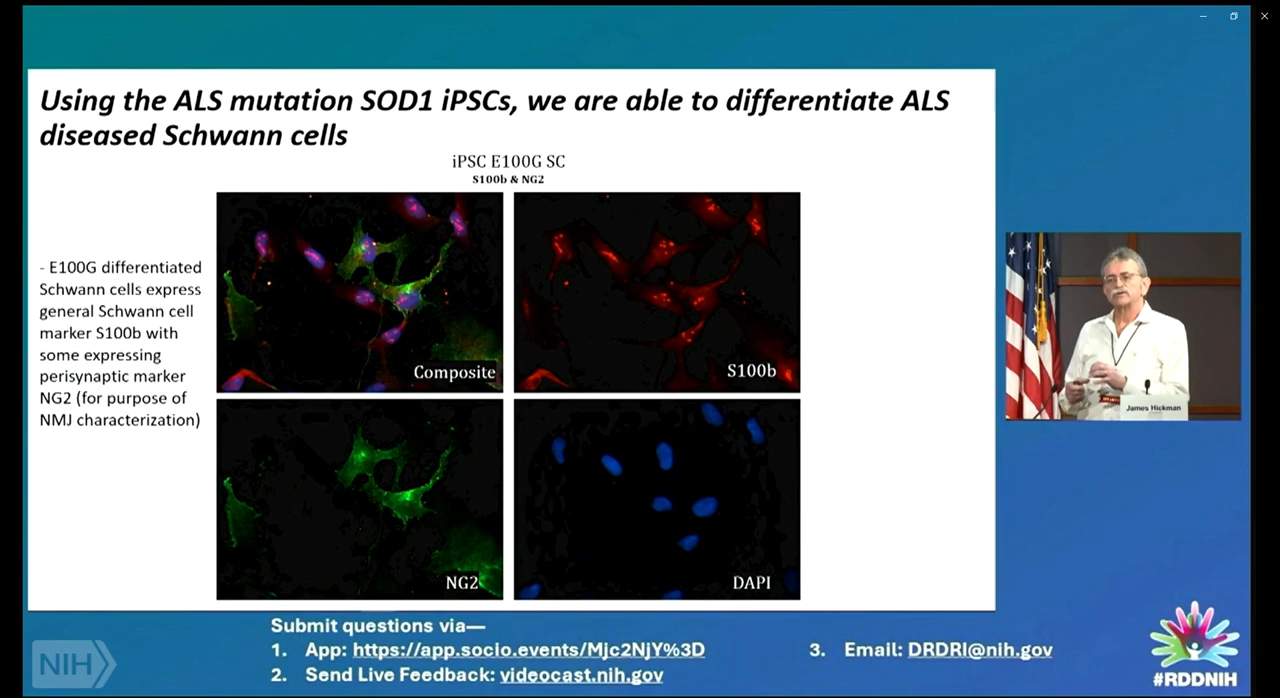 Using the ALS mutation SOD1 iPSCs, we are able to differentiate ALS
diseased Schwann cells
iPSC E100G SC
S100b & NG2
- E100G differentiated
Schwann cells express
general Schwann cell
marker S100b with
some expressing
perisynaptic marker
NG2 (for purpose of
NMJ characterization)
Composite
S100b
NG2
DAPI
James Hickman
Submit questions via—
1. App: https://app.socio.events/Mjc2NjY%3D
2. Send Live Feedback: videocast.nih.gov
3. Email: DRDRI@nih.gov
NIH
#RDDNIH